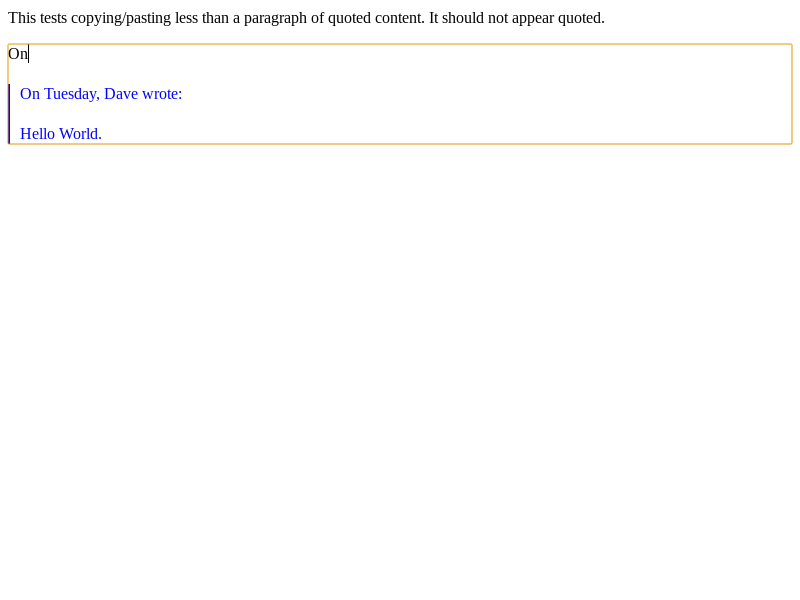 This tests copying/pasting less than a paragraph of quoted content. It should not appear quoted.
On
On Tuesday, Dave wrote:
Hello World.